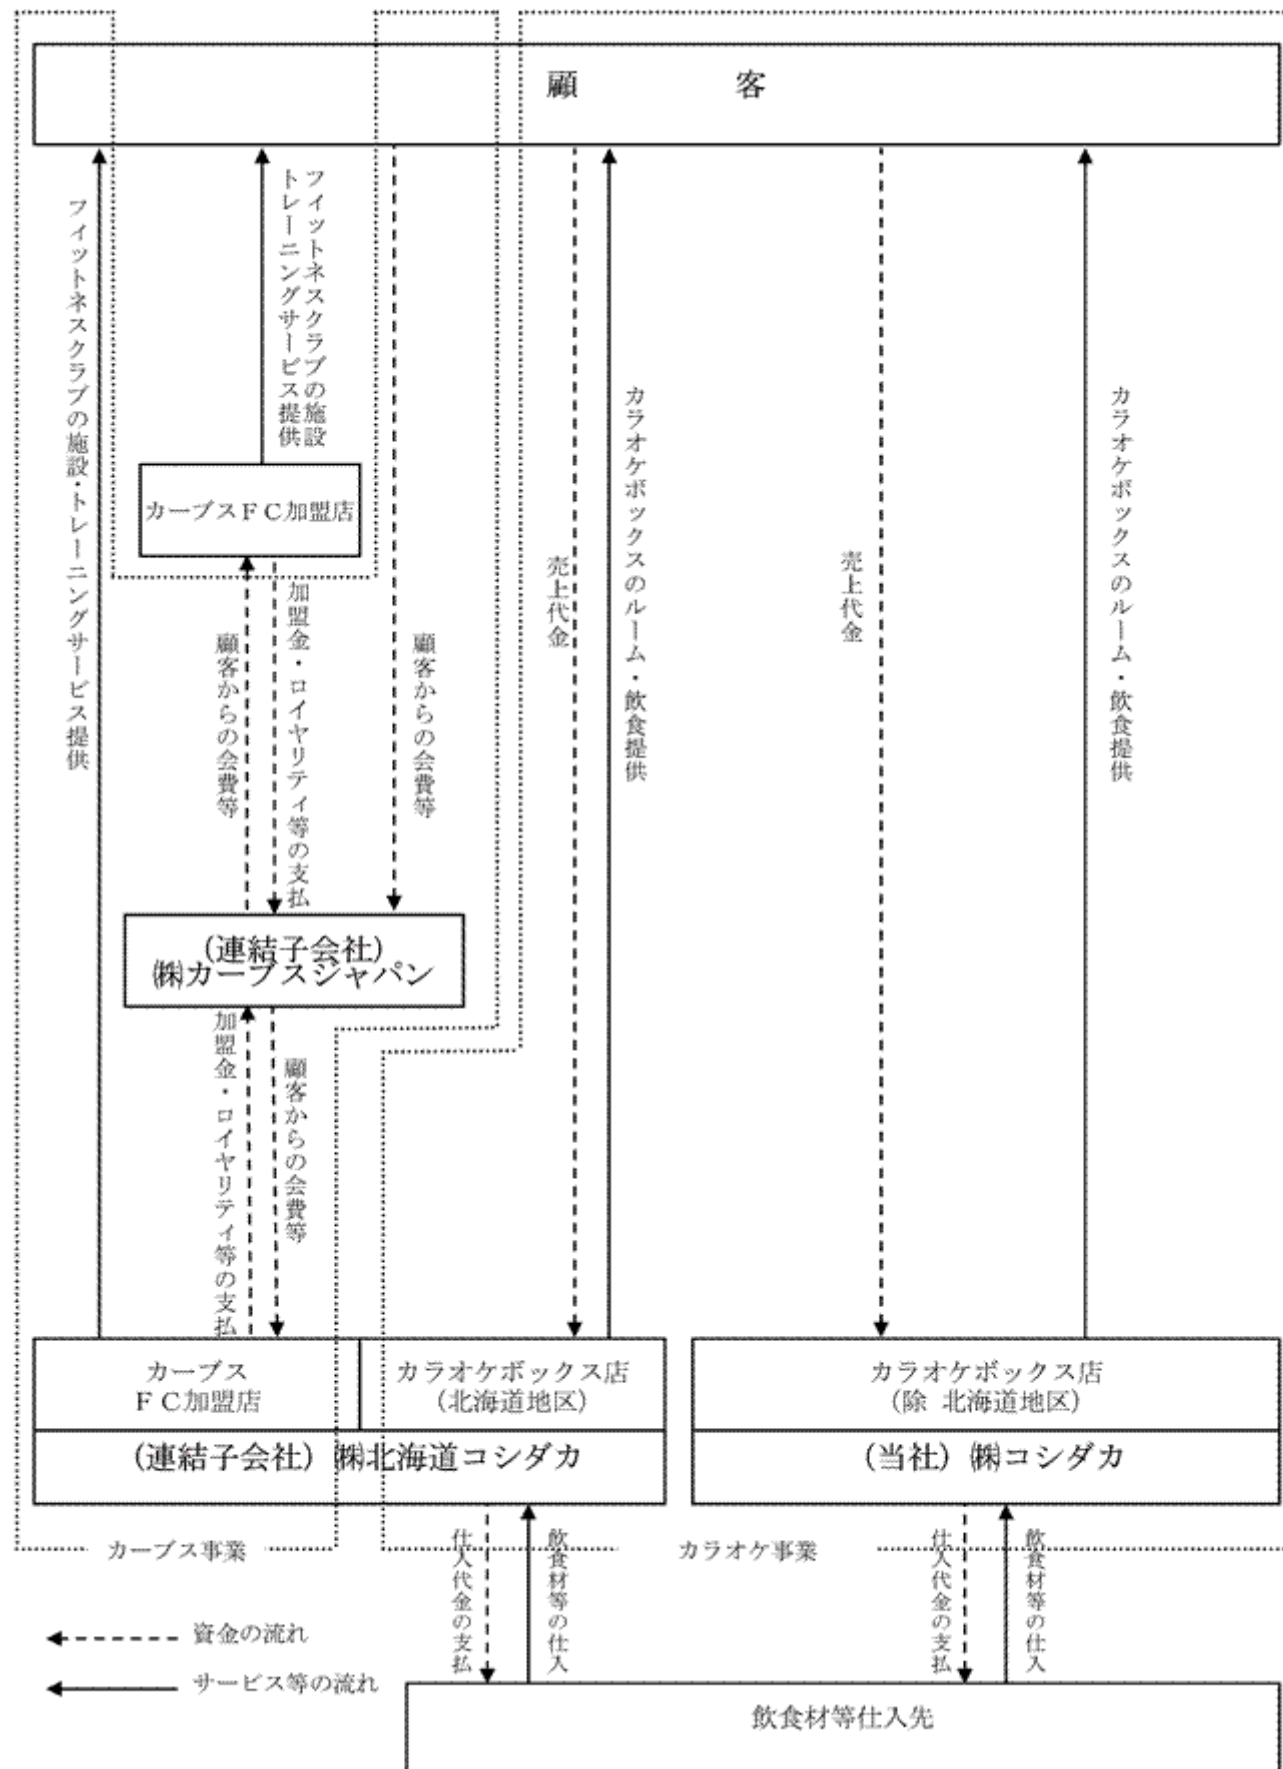 顧客
フィットネスクラブの施設・トレーニングサービス提供
フィットネスクラブの施設
トレーニングサービス提供
カーブスFC加盟店
顧客からの会費等
加盟金・ロイヤリティ等の支払
顧客からの会費等
売上代金
カラオケボックスのルーム・飲食提供
売上代金
カラオケボックスのルーム・飲食提供
(連結子会社)
㈱カーブスジャパン
加盟金・ロイヤリティ等の支払
顧客からの会費等
カーブス
FC加盟店
カラオケボックス店
(北海道地区)
(連結子会社)㈱北海道コシダカ
カラオケボックス店
(除 北海道地区)
(当社)㈱コシダカ
カーブス事業
カラオケ事業
仕入代金の支払
飲食材等の仕入
仕入代金の支払
飲食材等の仕入
資金の流れ
サービス等の流れ
飲食材等仕入先